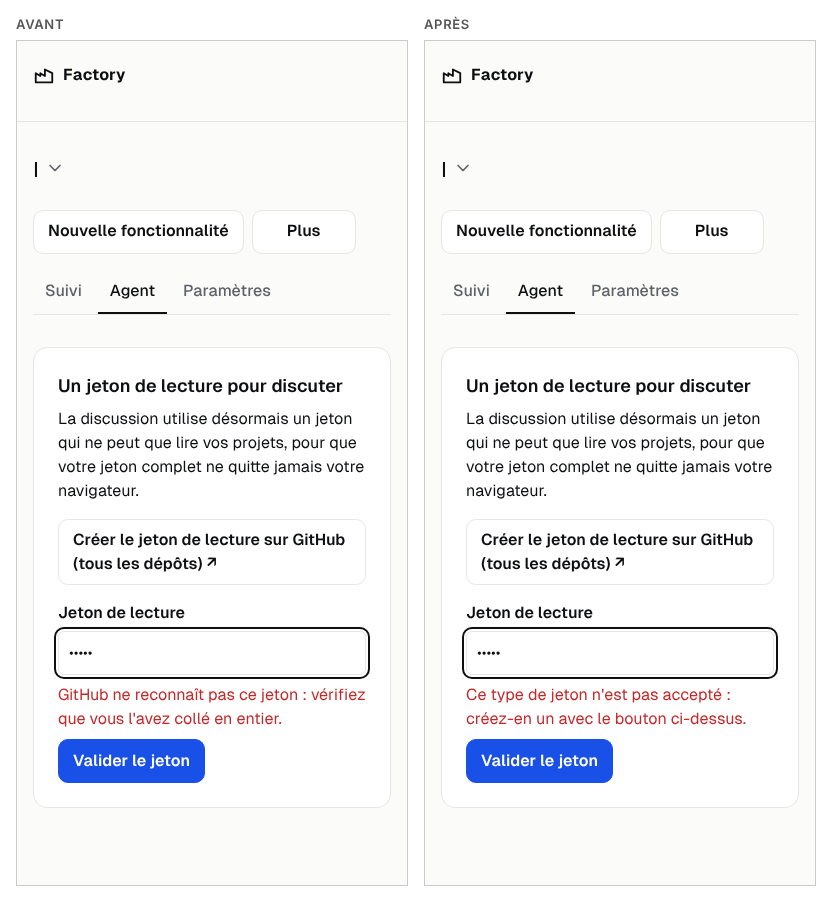 AVANT
Factory
Nouvelle fonctionnalité
Plus
Suivi
Agent
Paramètres
Un jeton de lecture pour discuter
La discussion utilise désormais un jeton
qui ne peut que lire vos projets, pour que
votre jeton complet ne quitte jamais votre
navigateur.
Créer le jeton de lecture sur GitHub
(tous les dépôts) ↗
Jeton de lecture
•••••
GitHub ne reconnaît pas ce jeton : vérifiez
que vous l'avez collé en entier.
Valider le jeton
APRÈS
Factory
Nouvelle fonctionnalité
Plus
Suivi
Agent
Paramètres
Un jeton de lecture pour discuter
La discussion utilise désormais un jeton
qui ne peut que lire vos projets, pour que
votre jeton complet ne quitte jamais votre
navigateur.
Créer le jeton de lecture sur GitHub
(tous les dépôts) ↗
Jeton de lecture
•••••
Ce type de jeton n'est pas accepté :
créez-en un avec le bouton ci-dessus.
Valider le jeton